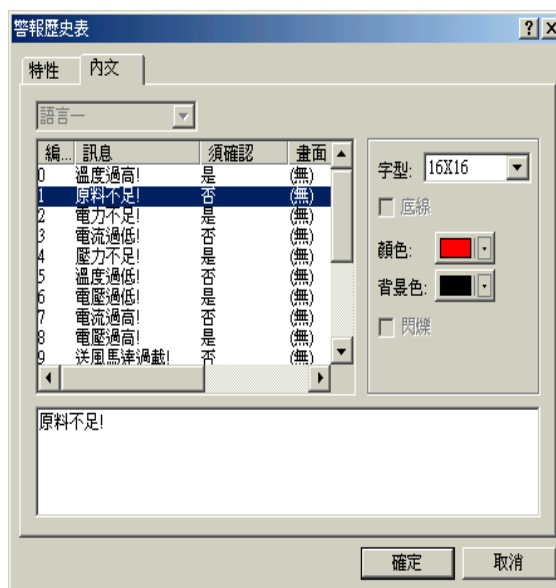 警報歷史表
特性 內文
語言一
編... 訊息 須確認 畫面
0 溫度過高! 是 (無)
1 原料不足! 否 (無)
2 電力不足! 是 (無)
3 電流過低! 否 (無)
4 壓力不足! 是 (無)
5 溫度過低! 否 (無)
6 電壓過低! 是 (無)
7 電流過高! 否 (無)
8 電壓過高! 是 (無)
9 送風馬達過載! 否 (無)
字型: 16X16
底線
顏色:
背景色:
閃爍
原料不足!
確定 取消